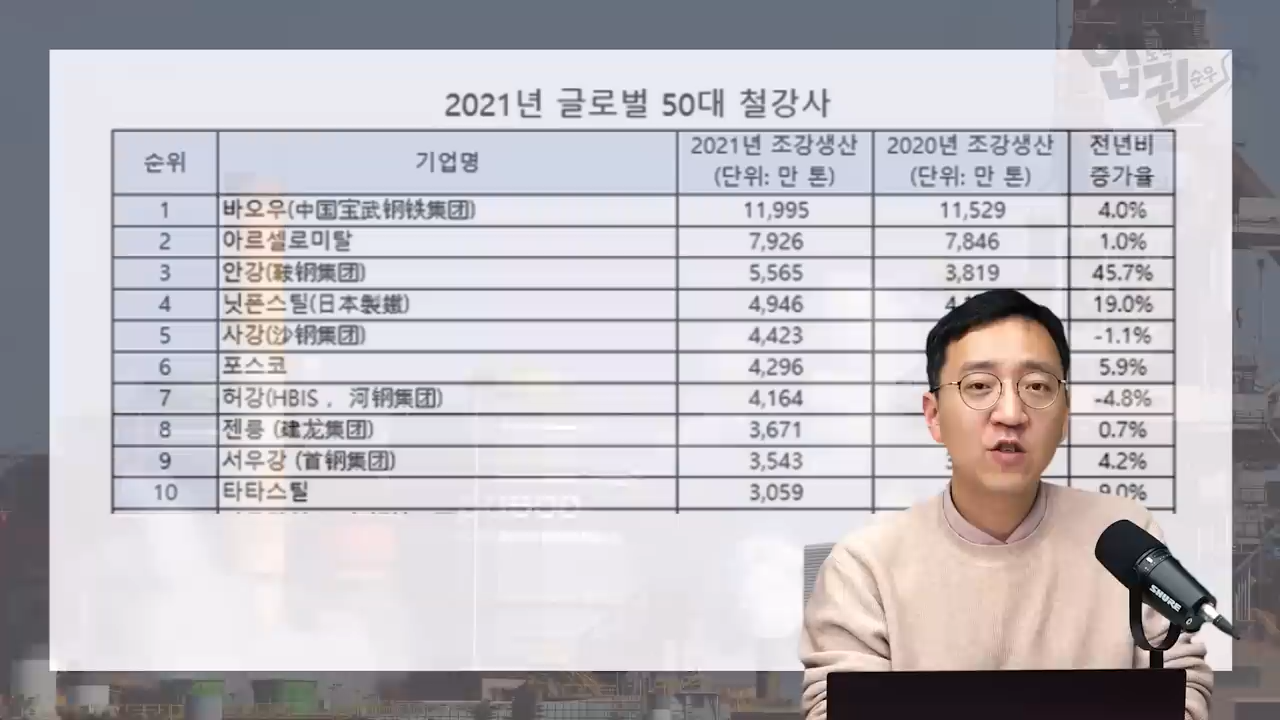 2021년 글로벌 50대 철강사
순위 기업명 2021년 조강생산 (단위: 만 톤) 2020년 조강생산 (단위: 만 톤) 전년비 증가율
1 바오우(中国宝武钢铁集团) 11,995 11,529 4.0%
2 아르셀로미탈 7,926 7,846 1.0%
3 안강(鞍钢集团) 5,565 3,819 45.7%
4 닛폰스틸(日本製鐵) 4,946 19.0%
5 사강(沙钢集团) 4,423 -1.1%
6 포스코 4,296 5.9%
7 허강(HBIS , 河钢集团) 4,164 -4.8%
8 젠룽 (建龙集团) 3,671 0.7%
9 서우강 (首钢集团) 3,543 4.2%
10 타타스틸 3,059
SHURE